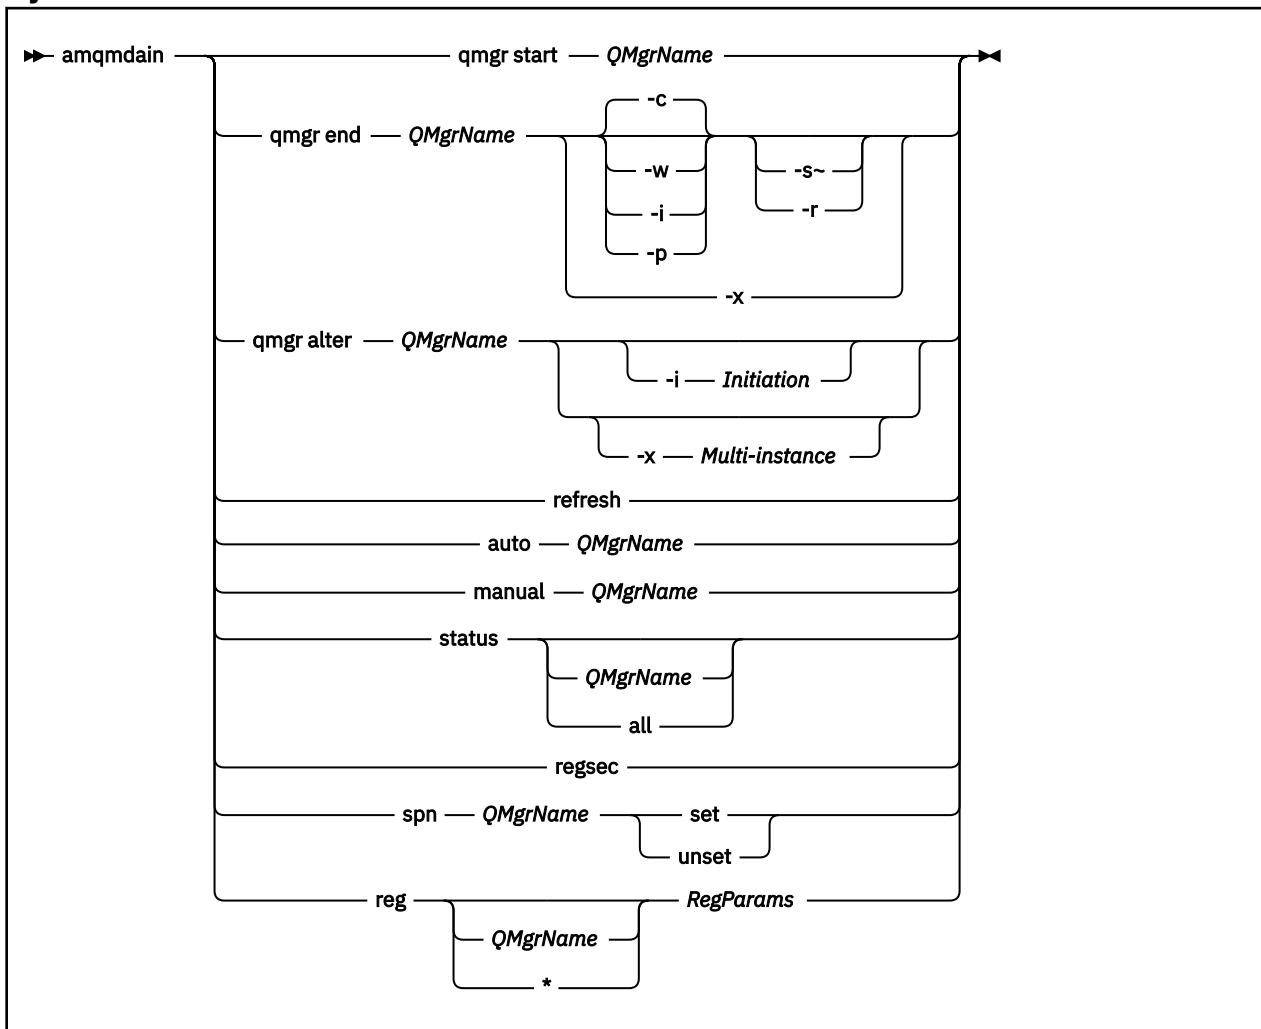 amqmdain qmgr start QMgrName
-c
qmgr end QMgrName
-w -s~
-i -r
-p
-x
qmgr alter QMgrName
-i Initiation
-x Multi-instance
refresh
auto QMgrName
manual QMgrName
status
QMgrName
all
regsec
spn QMgrName set
unset
reg RegParams
QMgrName
*